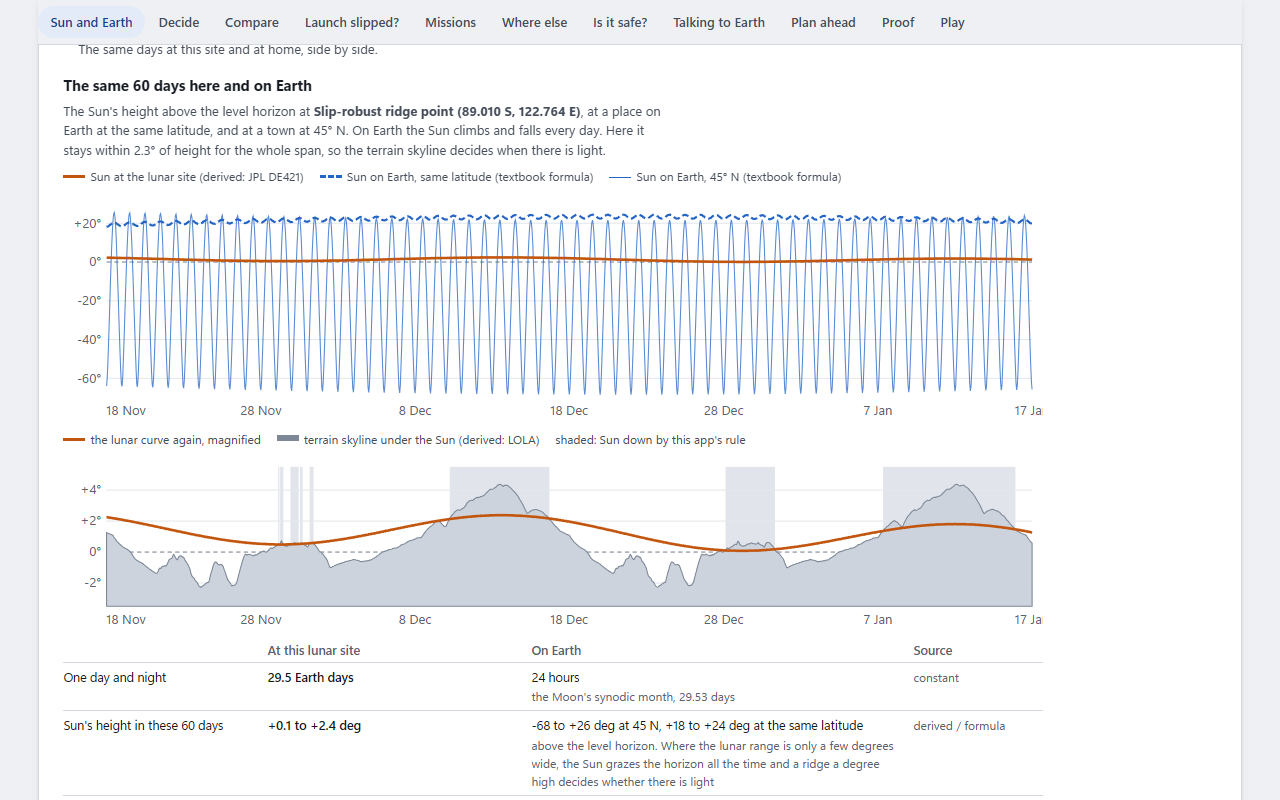 Sun and Earth Decide Compare Launch slipped? Missions Where else Is it safe? Talking to Earth Plan ahead Proof Play
The same days at this site and at home, side by side.
The same 60 days here and on Earth
The Sun's height above the level horizon at Slip-robust ridge point (89.010 S, 122.764 E), at a place on
Earth at the same latitude, and at a town at 45° N. On Earth the Sun climbs and falls every day. Here it
stays within 2.3° of height for the whole span, so the terrain skyline decides when there is light.
Sun at the lunar site (derived: JPL DE421) Sun on Earth, same latitude (textbook formula) Sun on Earth, 45° N (textbook formula)
+20°
0°
-20°
-40°
-60°
18 Nov 28 Nov 8 Dec 18 Dec 28 Dec 7 Jan 17 Ja
the lunar curve again, magnified terrain skyline under the Sun (derived: LOLA) shaded: Sun down by this app's rule
+4°
+2°
0°
-2°
18 Nov 28 Nov 8 Dec 18 Dec 28 Dec 7 Jan 17 Ja
At this lunar site On Earth Source
One day and night 29.5 Earth days 24 hours constant
the Moon's synodic month, 29.53 days
Sun's height in these 60 days +0.1 to +2.4 deg -68 to +26 deg at 45 N, +18 to +24 deg at the same latitude derived / formula
above the level horizon. Where the lunar range is only a few degrees
wide, the Sun grazes the horizon all the time and a ridge a degree
high decides whether there is light